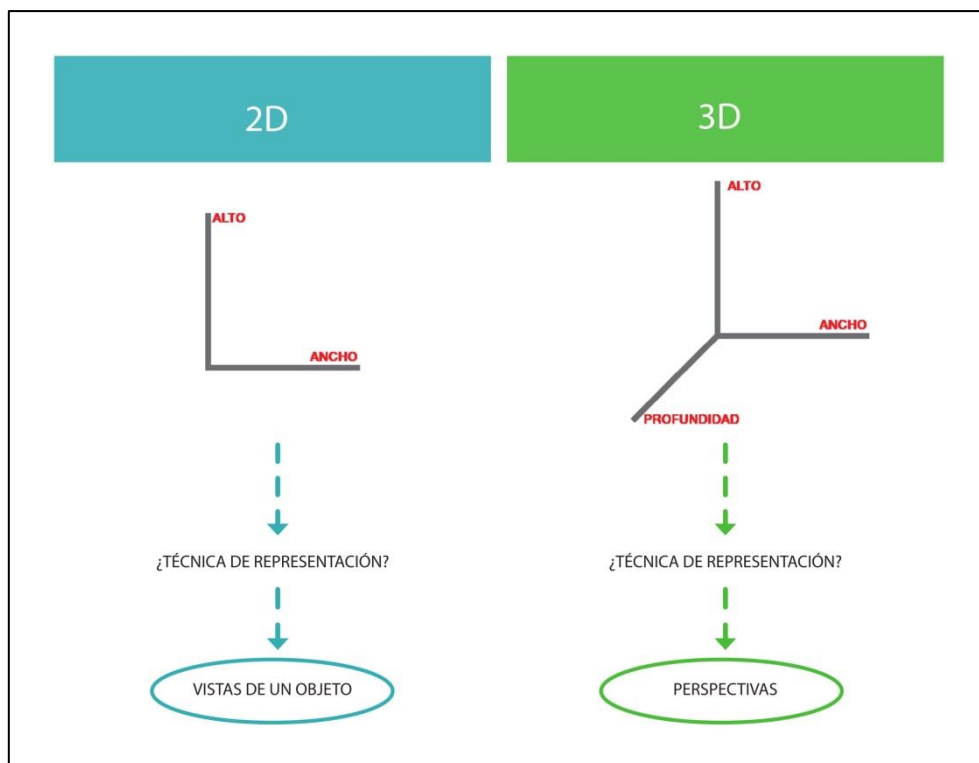 2D
ALTO
ANCHO
¿TÉCNICA DE REPRESENTACIÓN?
VISTAS DE UN OBJETO
3D
ALTO
ANCHO
PROFUNDIDAD
¿TÉCNICA DE REPRESENTACIÓN?
PERSPECTIVAS